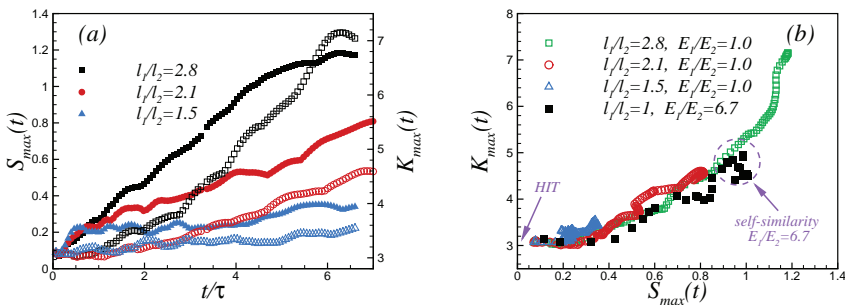 (a)
l₁/l₂=2.8
l₁/l₂=2.1
l₁/l₂=1.5
S_max(t)
K_max(t)
t/τ
0
0.2
0.4
0.6
0.8
1
1.2
1.4
0
2
4
6
3
4
5
6
7
(b)
l₁/l₂=2.8, E₁/E₂=1.0
l₁/l₂=2.1, E₁/E₂=1.0
l₁/l₂=1.5, E₁/E₂=1.0
l₁/l₂=1, E₁/E₂=6.7
HIT
self-similarity
E₁/E₂=6.7
K_max(t)
S_max(t)
3
4
5
6
7
8
0
0.2
0.4
0.6
0.8
1
1.2
1.4